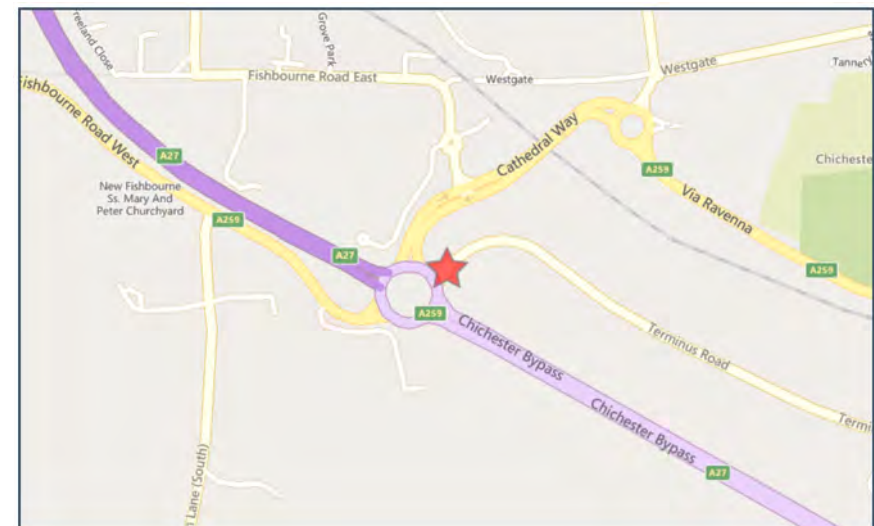 reeland Close
Grove Park
Fishbourne Road East
Westgate
Westgate
Tanne
Fishbourne Road West
Cathedral Way
A27
A259
Chichester
New Fishbourne
Ss. Mary And
Peter Churchyard
A259
Via Ravenna
A27
A259
A259
Chichester Bypass
Terminus Road
Chichester Bypass
Termi
Lane (South)
A27